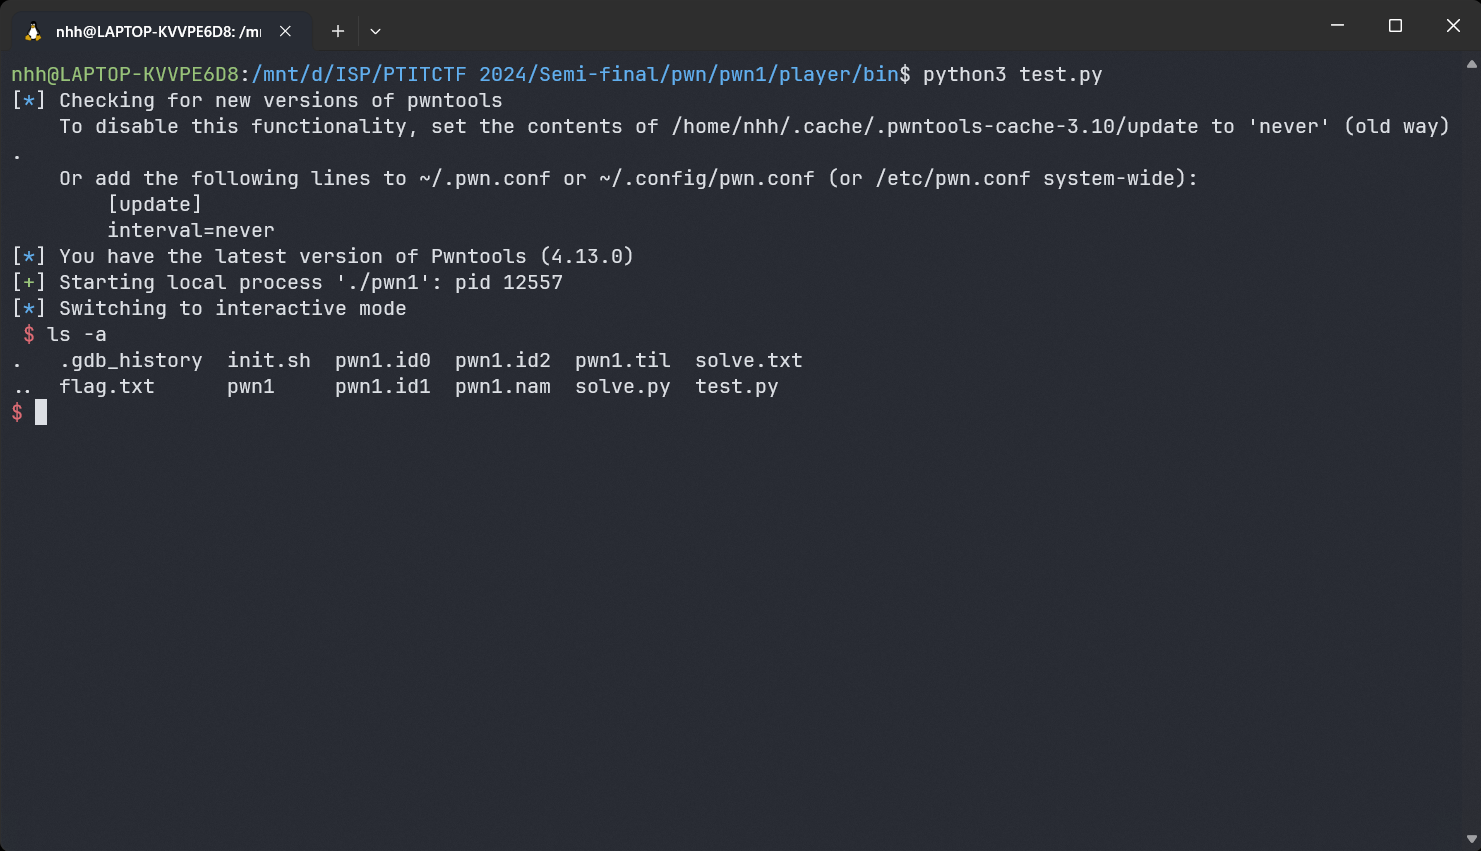 nhh@LAPTOP-KVVPE6D8: /m
nhh@LAPTOP-KVVPE6D8:/mnt/d/ISP/PTITCTF 2024/Semi-final/pwn/pwn1/player/bin$ python3 test.py
[*] Checking for new versions of pwntools
    To disable this functionality, set the contents of /home/nhh/.cache/.pwntools-cache-3.10/update to 'never' (old way)
.
    Or add the following lines to ~/.pwn.conf or ~/.config/pwn.conf (or /etc/pwn.conf system-wide):
        [update]
        interval=never
[*] You have the latest version of Pwntools (4.13.0)
[+] Starting local process './pwn1': pid 12557
[*] Switching to interactive mode
 $ ls -a
.   .gdb_history  init.sh  pwn1.id0  pwn1.id2  pwn1.til  solve.txt
..  flag.txt      pwn1     pwn1.id1  pwn1.nam  solve.py  test.py
$